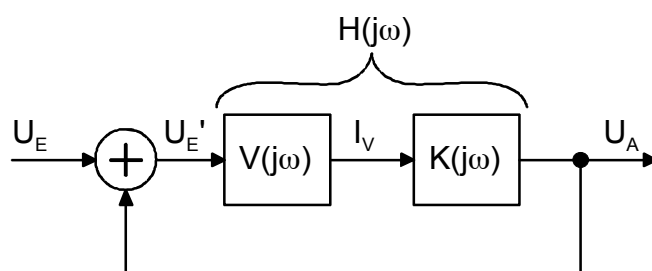 H(jω)
U_E
U_E'
V(jω)
I_V
K(jω)
U_A